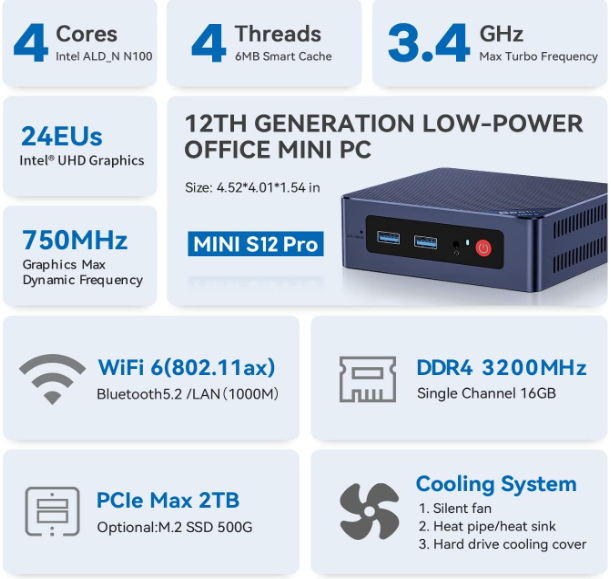 4 Cores
Intel ALD_N N100
4 Threads
6MB Smart Cache
3.4 GHz
Max Turbo Frequency
24EUs
Intel® UHD Graphics
750MHz
Graphics Max
Dynamic Frequency
12TH GENERATION LOW-POWER
OFFICE MINI PC
Size: 4.52*4.01*1.54 in
MINI S12 Pro
WiFi 6(802.11ax)
Bluetooth5.2 /LAN(1000M)
DDR4 3200MHz
Single Channel 16GB
PCIe Max 2TB
Optional:M.2 SSD 500G
Cooling System
1. Silent fan
2. Heat pipe/heat sink
3. Hard drive cooling cover